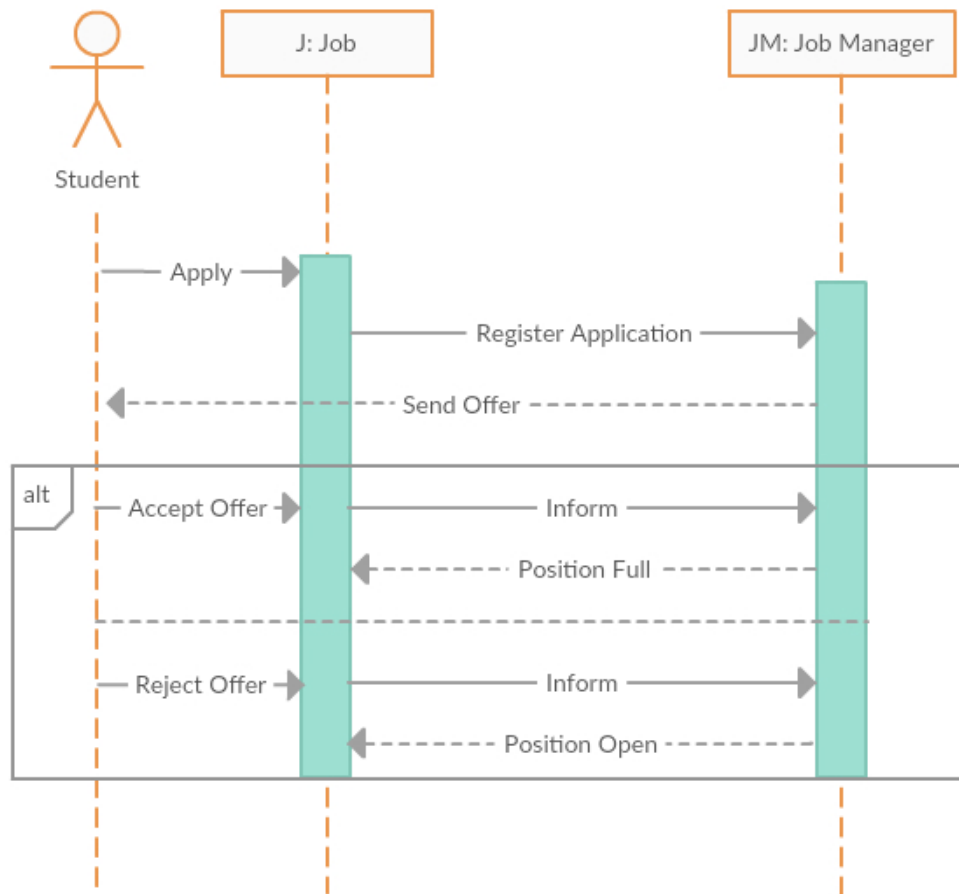 J: Job
JM: Job Manager
Student
Apply
Register Application
Send Offer
alt
Accept Offer
Inform
Position Full
Reject Offer
Inform
Position Open